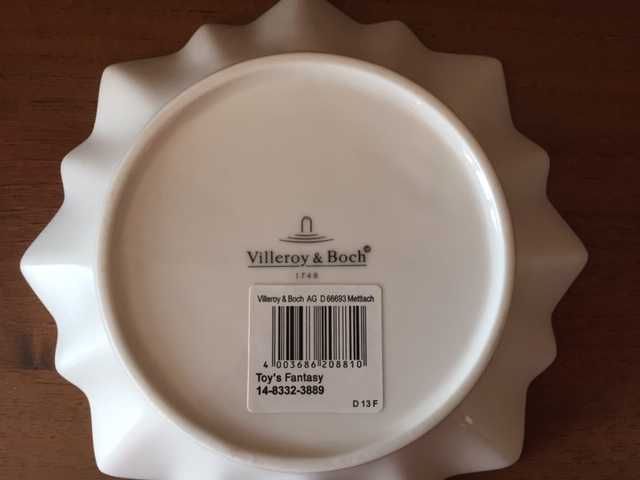 Villeroy & Boch
1748
Villeroy & Boch AG D 66693 Mettlach
4 003686 208810
Toy's Fantasy
14-8332-3889
D 13 F